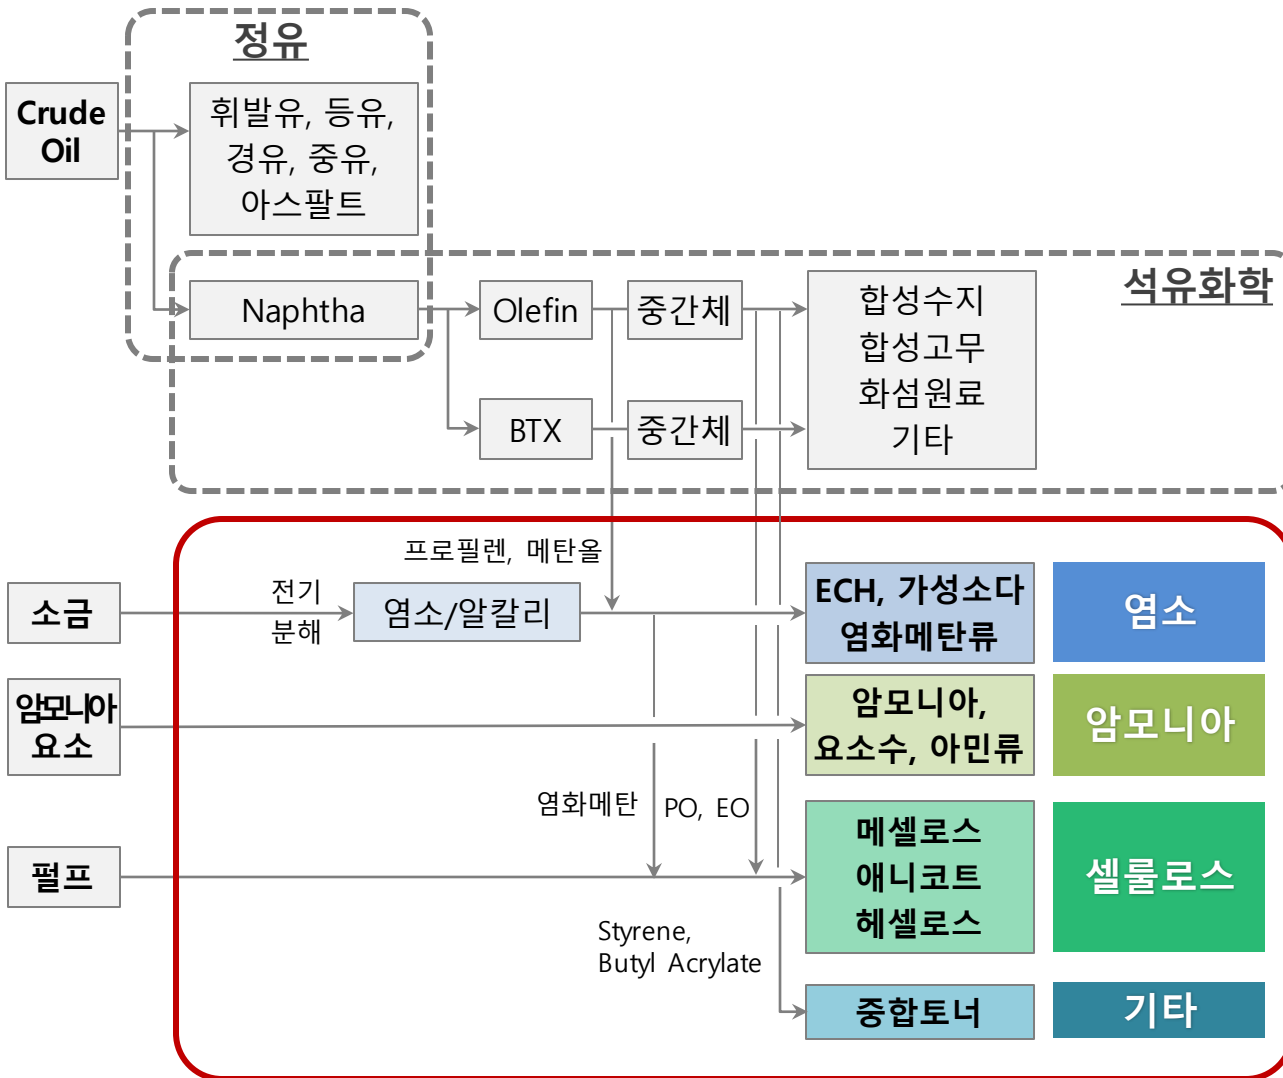 정유
Crude
Oil
휘발유, 등유,
경유, 중유,
아스팔트
석유화학
Naphtha
Olefin
중간체
합성수지
합성고무
화섬원료
기타
BTX
중간체
프로필렌, 메탄올
소금
전기
분해
염소/알칼리
ECH, 가성소다
염화메탄류
염소
암모니아
요소
암모니아,
요소수, 아민류
암모니아
염화메탄
PO, EO
펄프
메셀로스
애니코트
헤셀로스
셀룰로스
Styrene,
Butyl Acrylate
중합토너
기타